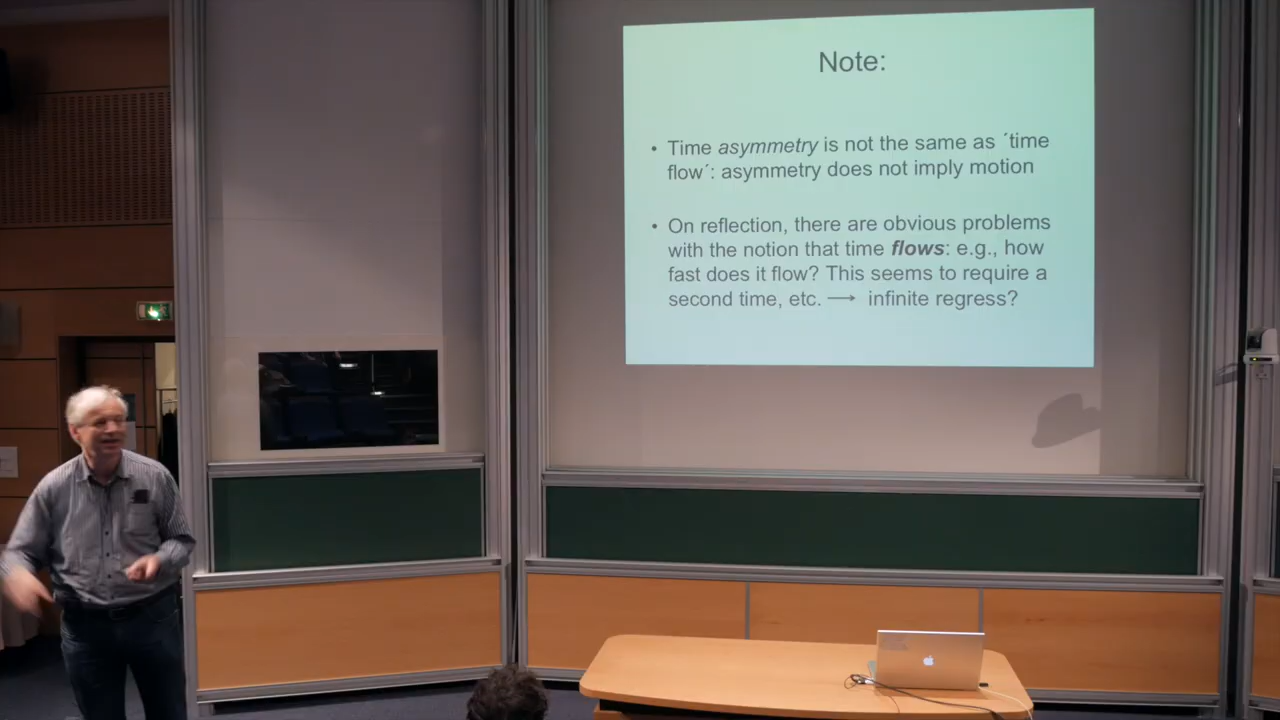 Note:
• Time asymmetry is not the same as ´time
flow´: asymmetry does not imply motion
• On reflection, there are obvious problems
with the notion that time flows: e.g., how
fast does it flow? This seems to require a
second time, etc. ⟶ infinite regress?